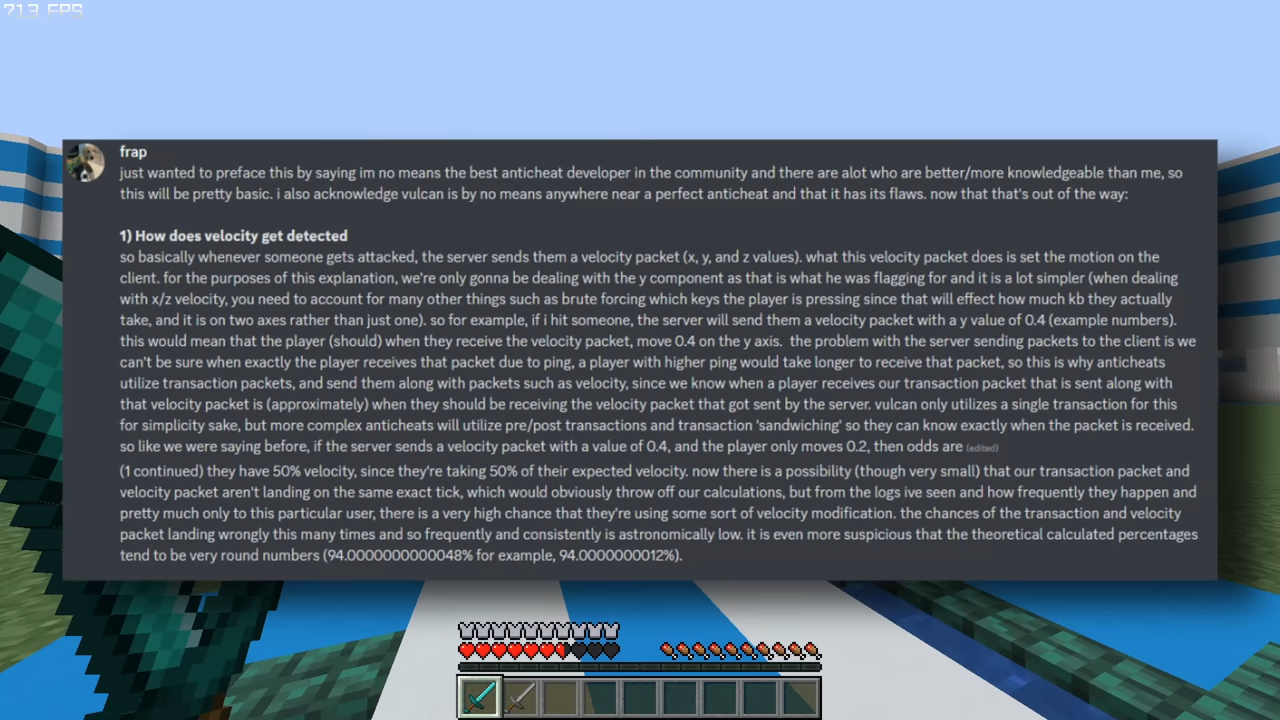 713 FPS
frap
just wanted to preface this by saying im no means the best anticheat developer in the community and there are alot who are better/more knowledgeable than me, so
this will be pretty basic. i also acknowledge vulcan is by no means anywhere near a perfect anticheat and that it has its flaws. now that that's out of the way:
1) How does velocity get detected
so basically whenever someone gets attacked, the server sends them a velocity packet (x, y, and z values). what this velocity packet does is set the motion on the
client. for the purposes of this explanation, we're only gonna be dealing with the y component as that is what he was flagging for and it is a lot simpler (when dealing
with x/z velocity, you need to account for many other things such as brute forcing which keys the player is pressing since that will effect how much kb they actually
take, and it is on two axes rather than just one). so for example, if i hit someone, the server will send them a velocity packet with a y value of 0.4 (example numbers).
this would mean that the player (should) when they receive the velocity packet, move 0.4 on the y axis.  the problem with the server sending packets to the client is we
can't be sure when exactly the player receives that packet due to ping, a player with higher ping would take longer to receive that packet, so this is why anticheats
utilize transaction packets, and send them along with packets such as velocity, since we know when a player receives our transaction packet that is sent along with
that velocity packet is (approximately) when they should be receiving the velocity packet that got sent by the server. vulcan only utilizes a single transaction for this
for simplicity sake, but more complex anticheats will utilize pre/post transactions and transaction 'sandwiching' so they can know exactly when the packet is received.
so like we were saying before, if the server sends a velocity packet with a value of 0.4, and the player only moves 0.2, then odds are (edited)
(1 continued) they have 50% velocity, since they're taking 50% of their expected velocity. now there is a possibility (though very small) that our transaction packet and
velocity packet aren't landing on the same exact tick, which would obviously throw off our calculations, but from the logs ive seen and how frequently they happen and
pretty much only to this particular user, there is a very high chance that they're using some sort of velocity modification. the chances of the transaction and velocity
packet landing wrongly this many times and so frequently and consistently is astronomically low. it is even more suspicious that the theoretical calculated percentages
tend to be very round numbers (94.0000000000048% for example, 94.0000000012%).